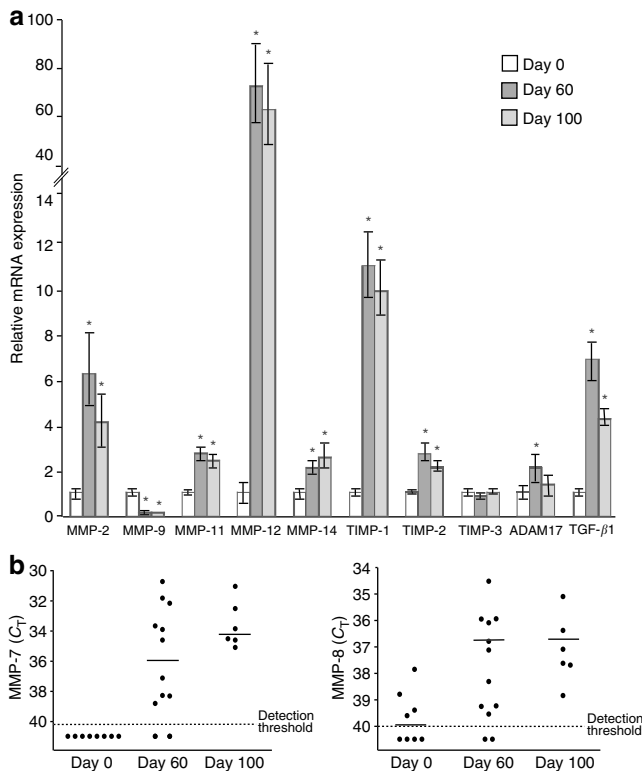 a
Relative mRNA expression
100
80
60
40
14
12
10
8
6
4
2
0
Day 0
Day 60
Day 100
* * * * * * * * * * * * * * * * *
MMP-2 MMP-9 MMP-11 MMP-12 MMP-14 TIMP-1 TIMP-2 TIMP-3 ADAM17 TGF-β1
b
MMP-7 (CT)
30
32
34
36
38
40
Detection
threshold
Day 0 Day 60 Day 100
MMP-8 (CT)
34
35
36
37
38
39
40
Detection
threshold
Day 0 Day 60 Day 100